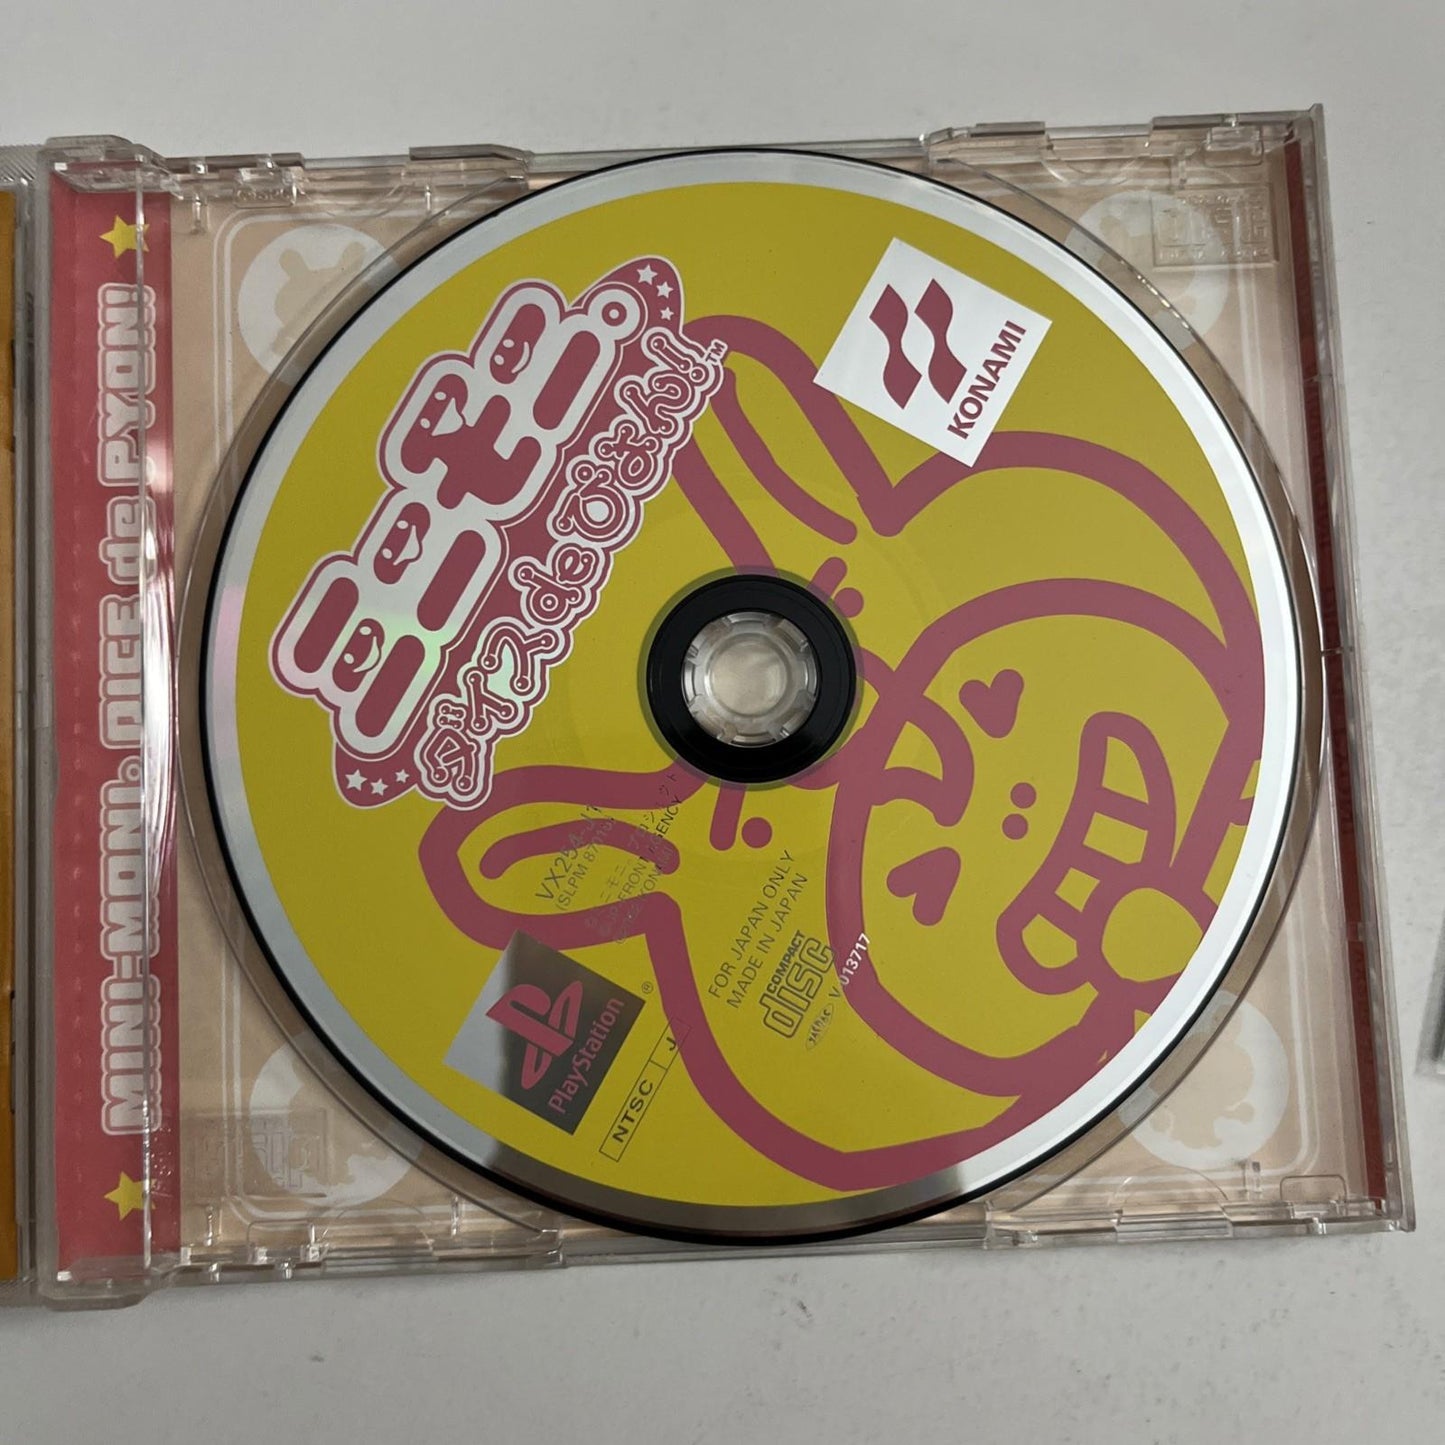 MINI-MONI。DICE de PYON!
ミニモニ。
ダイスdeぴょん!™
KONAMI
FOR JAPAN ONLY
MADE IN JAPAN
COMPACT
disc
V 013717
PlayStation
®
NTSC J